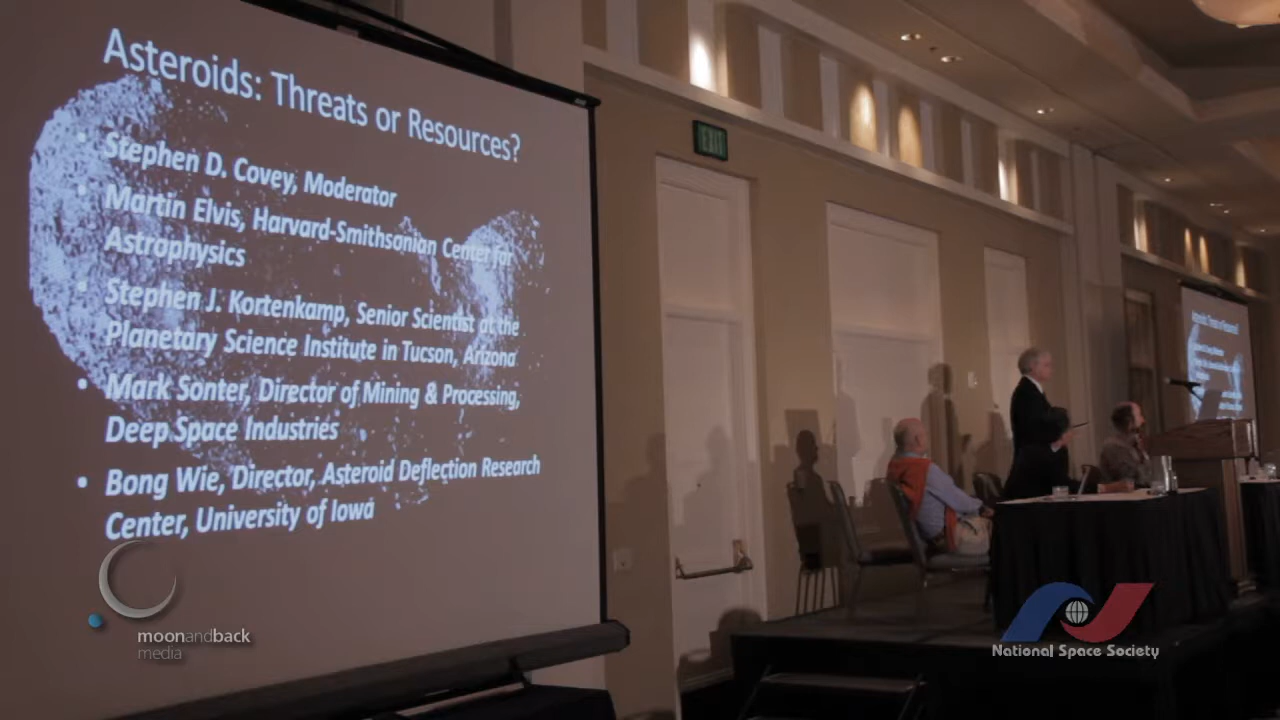 Asteroids: Threats or Resources?
• Stephen D. Covey, Moderator
• Martin Elvis, Harvard-Smithsonian Center for
Astrophysics
• Stephen J. Kortenkamp, Senior Scientist at the
Planetary Science Institute in Tucson, Arizona
• Mark Sonter, Director of Mining & Processing,
Deep Space Industries
• Bong Wie, Director, Asteroid Deflection Research
Center, University of Iowa
EXIT
moonandback
media
National Space Society